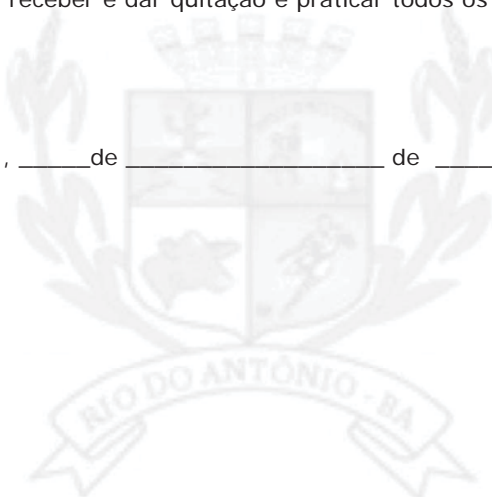 receber e dar quitação e praticar todos os
, _____de __________________ de ____
RIO DO ANTÔNIO - BA